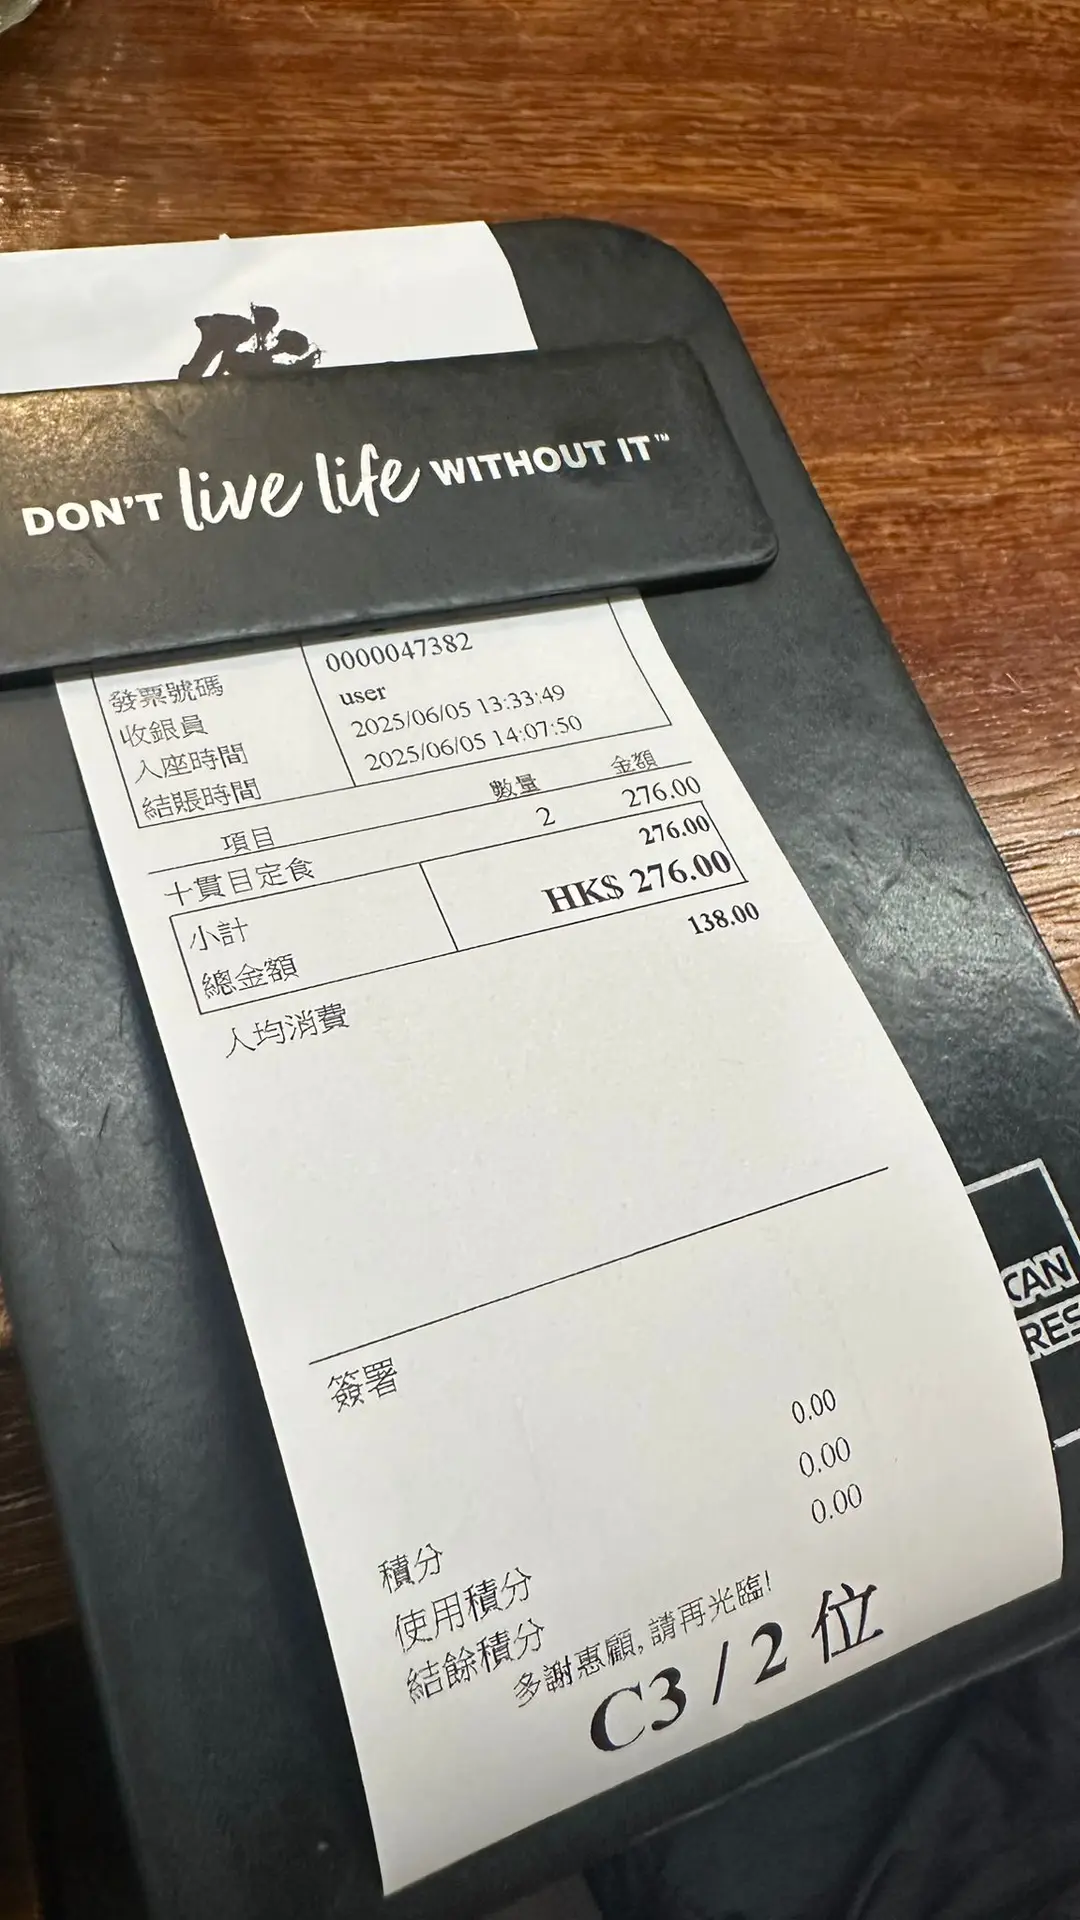 DON'T live life WITHOUT IT™
發票號碼 0000047382
收銀員 user
入座時間 2025/06/05 13:33:49
結賬時間 2025/06/05 14:07:50
項目 數量 金額
十貫目定食 2 276.00
小計 276.00
總金額 HK$ 276.00
人均消費 138.00
簽署
積分 0.00
使用積分 0.00
結餘積分 0.00
多謝惠顧, 請再光臨!
C3 / 2 位
CAN
RES